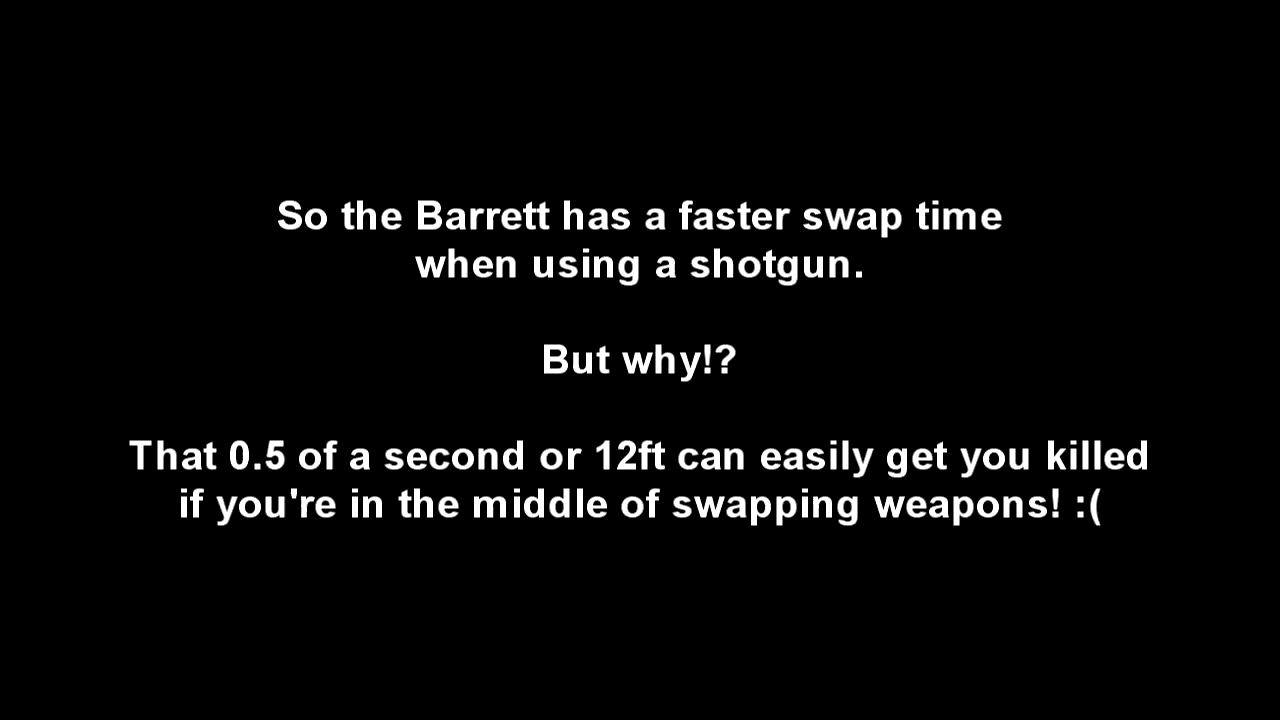 So the Barrett has a faster swap time
when using a shotgun.
But why!?
That 0.5 of a second or 12ft can easily get you killed
if you're in the middle of swapping weapons! :(